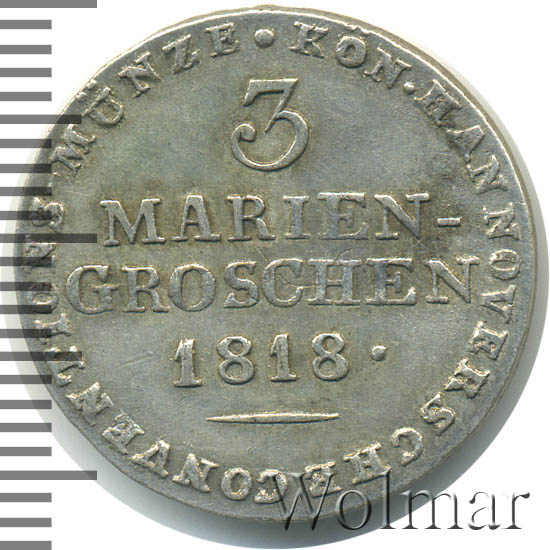 KÖN·HANNOVERSCHE CONVENTIONS MÜNZE •
3
MARIEN-
GROSCHEN
1818 •
Wolmar